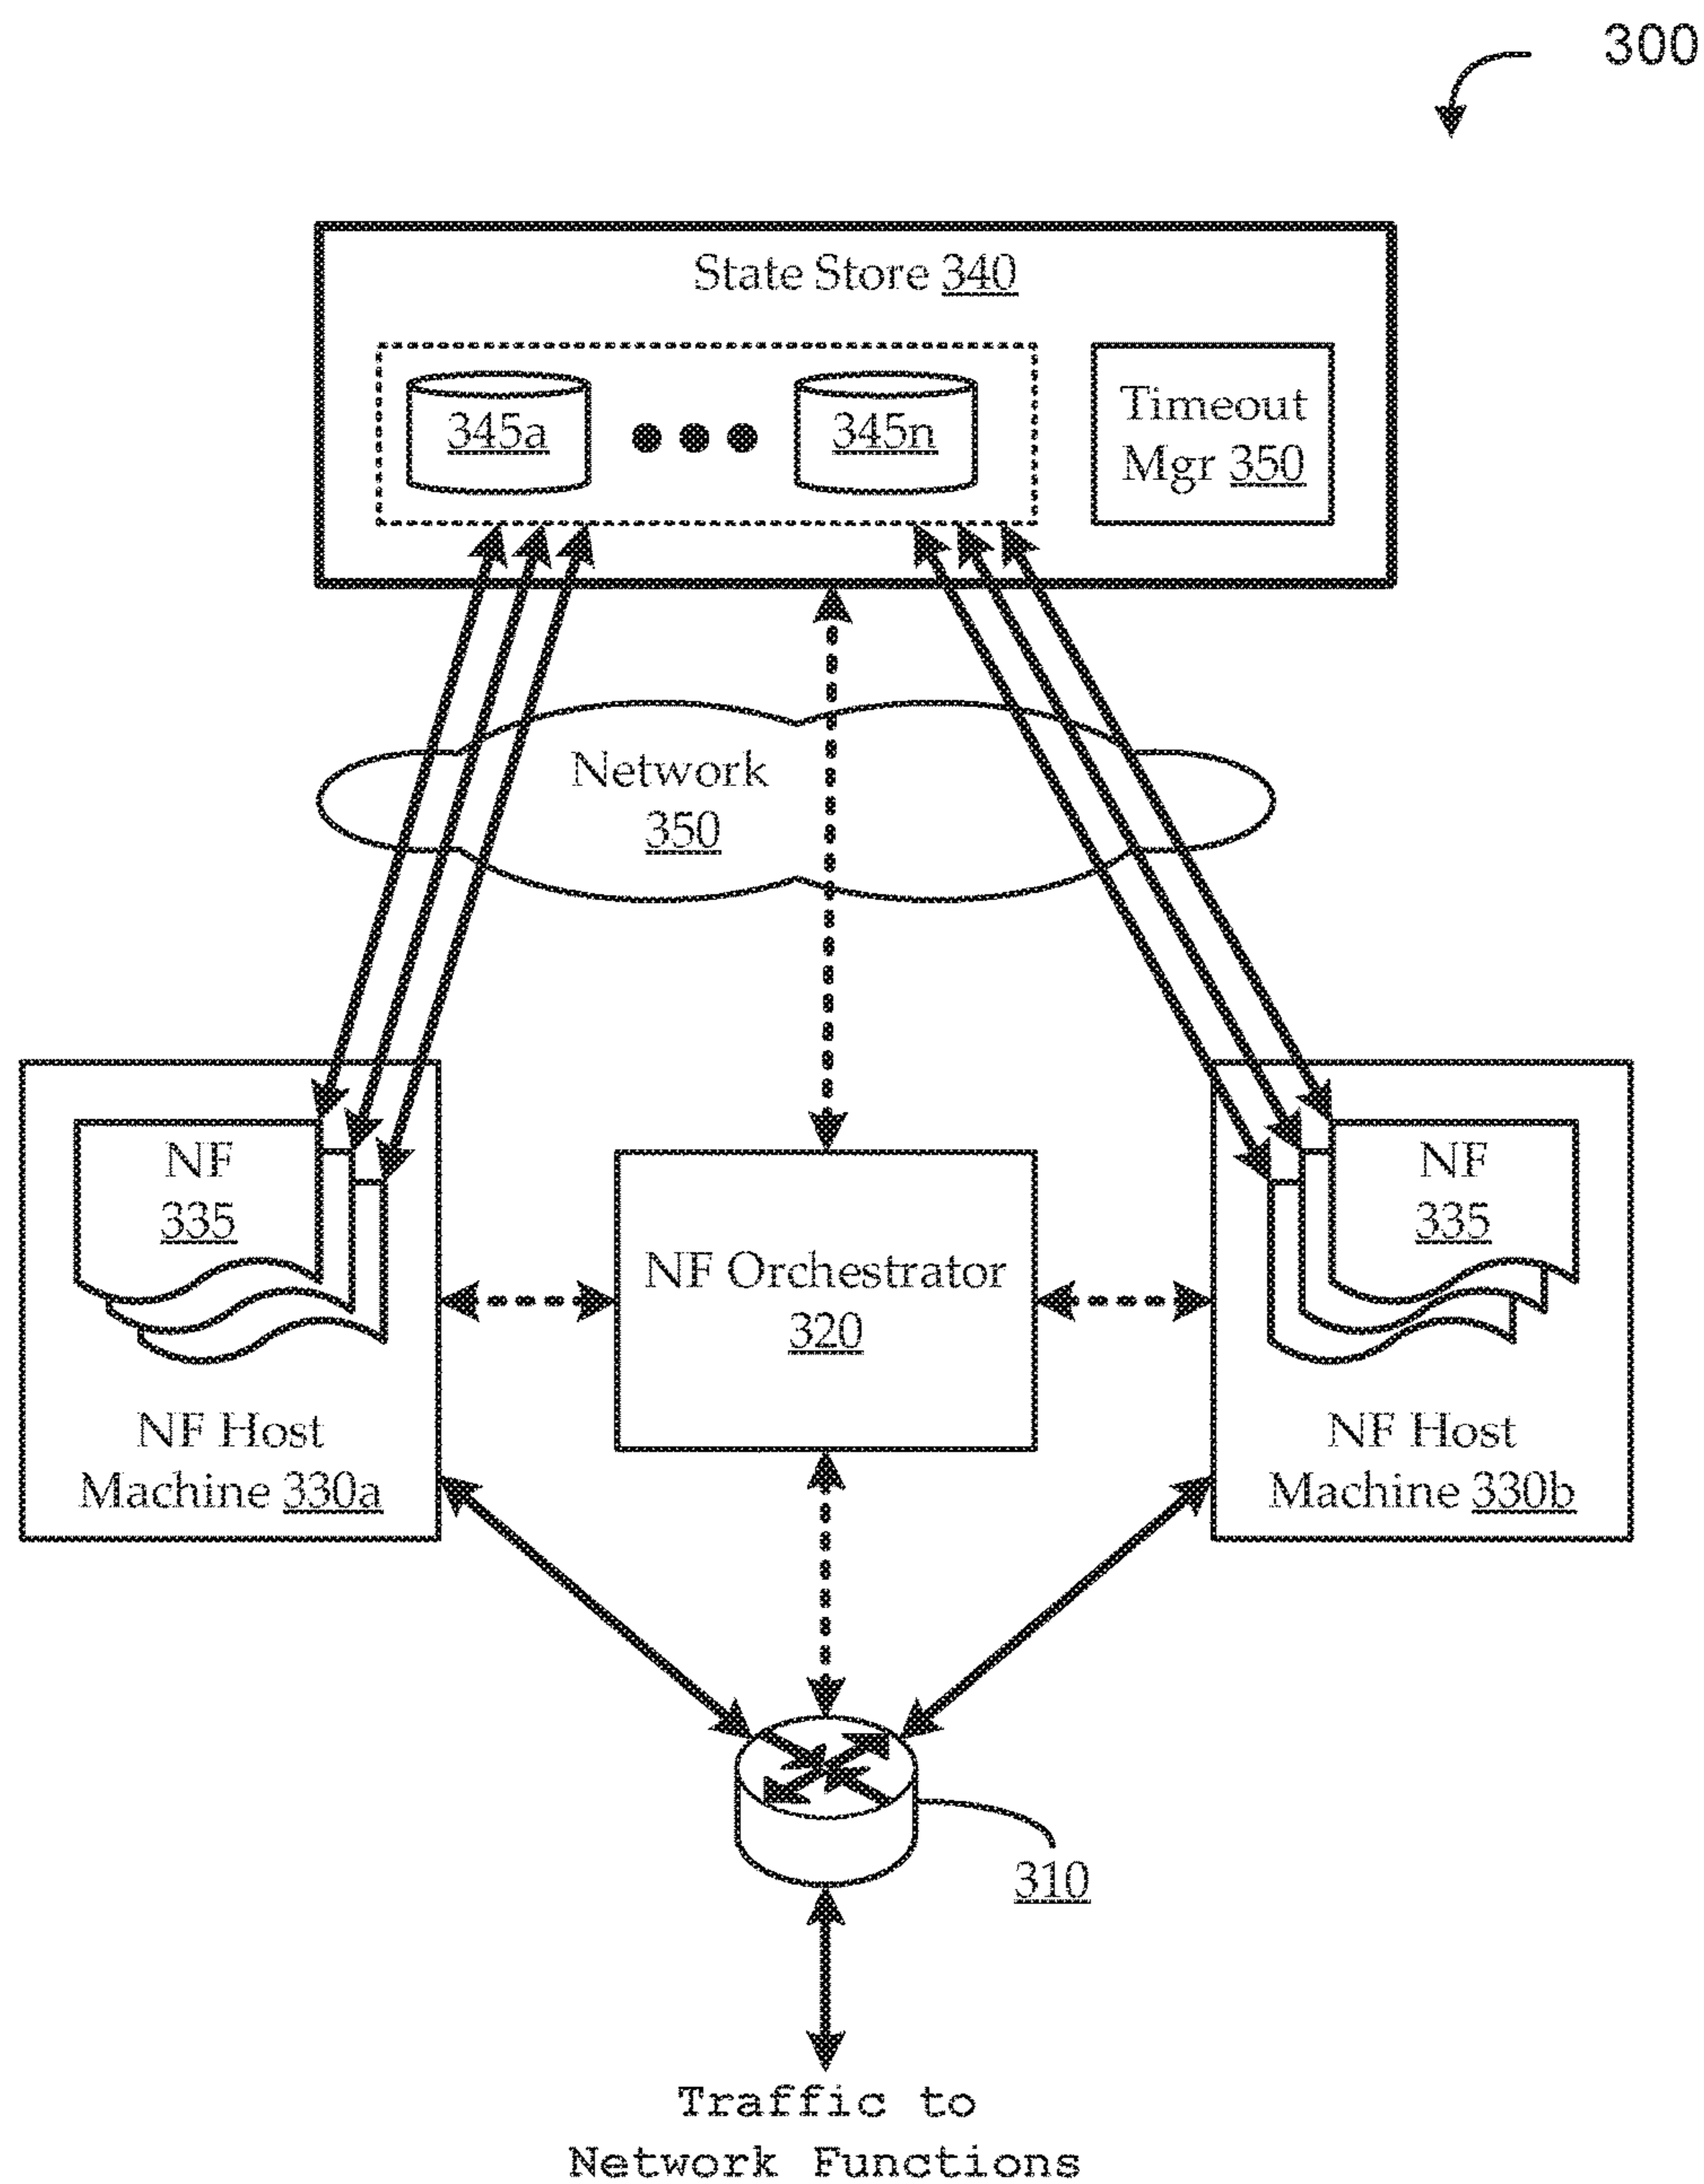 300
State Store 340
345a
345n
Timeout
Mgr 350
Network
350
NF
335
NF
335
NF Orchestrator
320
NF Host
Machine 330a
NF Host
Machine 330b
310
Traffic to
Network Functions